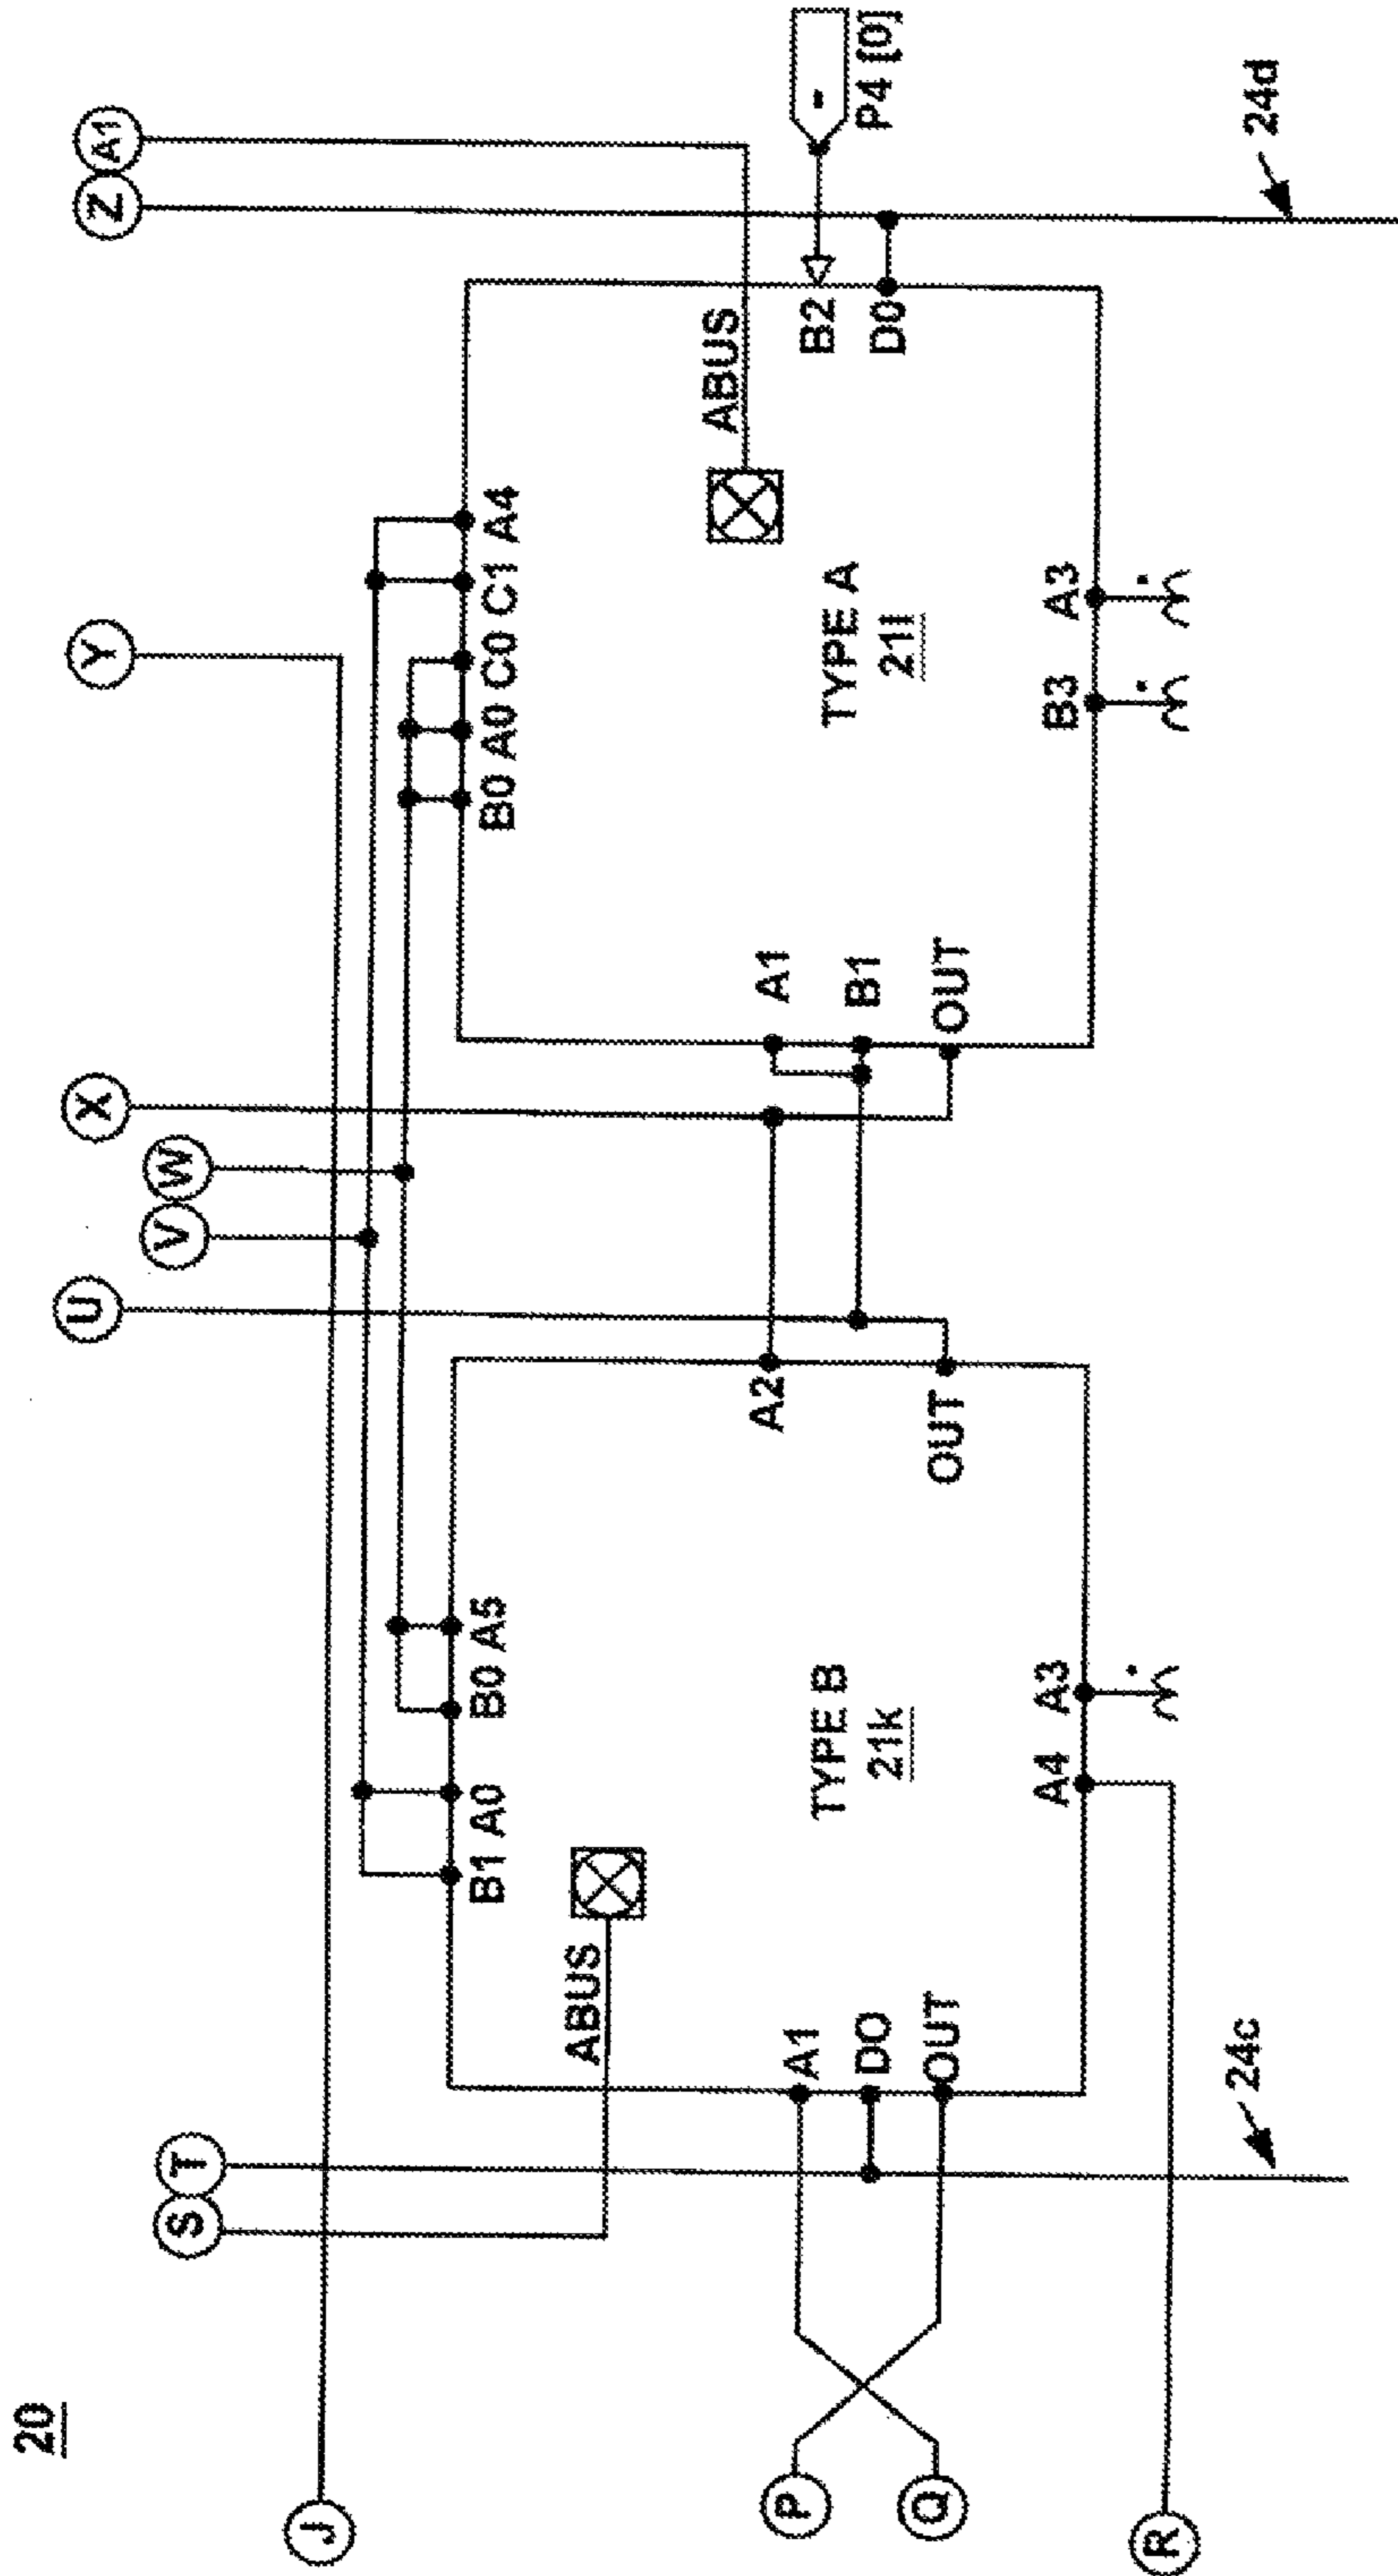 20
U X Y Z A1
S T V W
J
B1 A0 B0 A5 B0 A0 C0 C1 A4
ABUS ABUS
P A1 A2 A1 B2 -
TYPE B TYPE A
21k 21l
DO B1 D0 P4 [0]
Q OUT OUT OUT
A4 A3 B3 A3
R
24c 24d